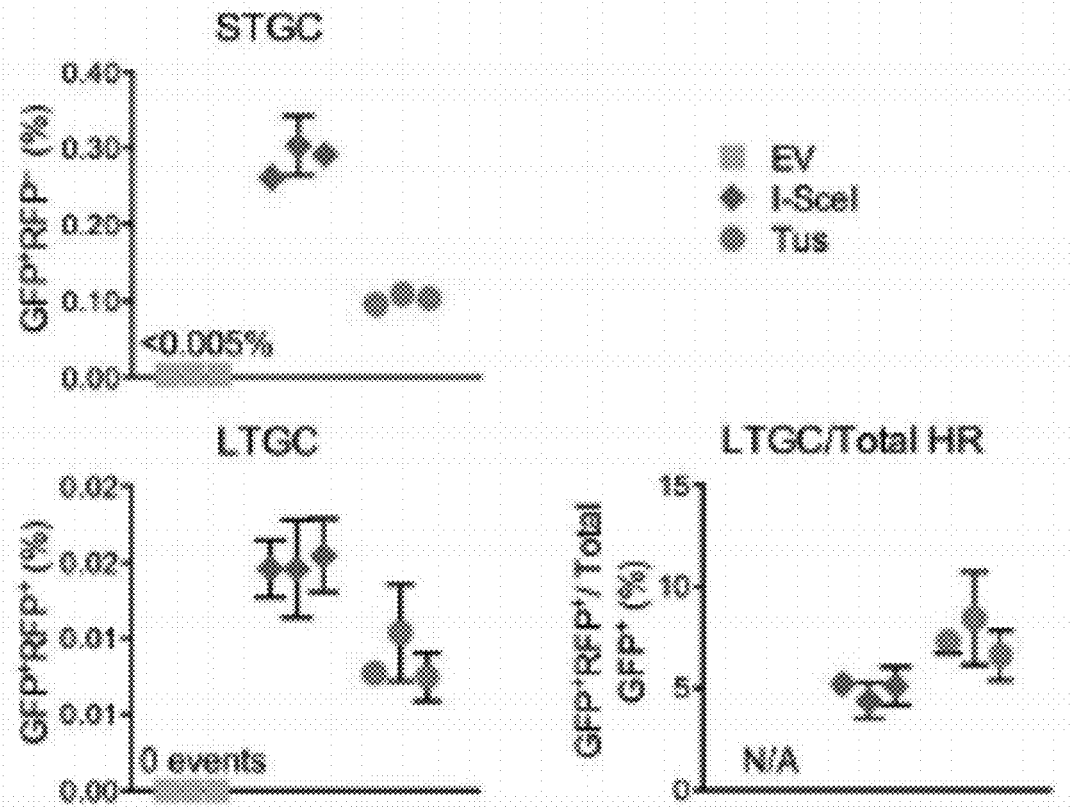 STGC
GFP⁺RFP⁻ (%)
0.40
0.30
0.20
0.10
0.00
<0.005%
EV
I-SceI
Tus
LTGC
GFP⁺RFP⁺ (%)
0.02
0.02
0.01
0.01
0.00
0 events
LTGC/Total HR
GFP⁺RFP⁺/ Total
GFP⁺ (%)
15
10
5
0
N/A